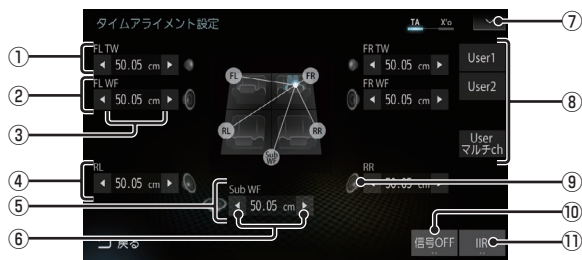 タイムアライメント設定
TA X'o
⑦
①
FL TW
50.05 cm
FR TW
50.05 cm
User1
②
FL WF
50.05 cm
FR WF
50.05 cm
User2
⑧
③
FL
FR
RL
RR
Sub WF
User
マルチch
④
RL
50.05 cm
RR
50.05 cm
⑨
⑤
Sub WF
50.05 cm
⑥
戻る
信号OFF
IIR
⑩
⑪